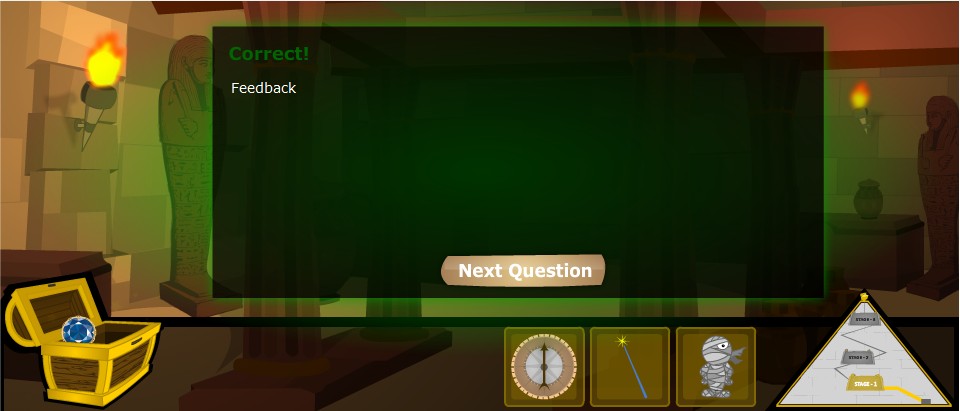 Correct!
Feedback
Next Question
STAGE - 3
STAGE - 2
STAGE - 1